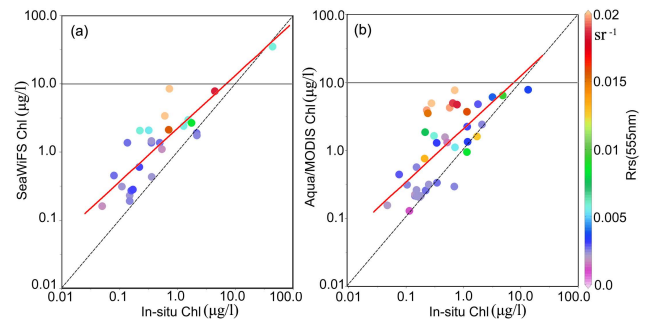 (a)
SeaWiFS Chl (μg/l)
100.0
10.0
1.0
0.1
0.01
0.01 0.1 1.0 10.0 100.0
In-situ Chl (μg/l)
(b)
Aqua/MODIS Chl (μg/l)
100.0
10.0
1.0
0.1
0.01
0.01 0.1 1.0 10.0 100.0
In-situ Chl (μg/l)
0.02
sr⁻¹
0.015
0.01
0.005
0.0
Rrs(555nm)